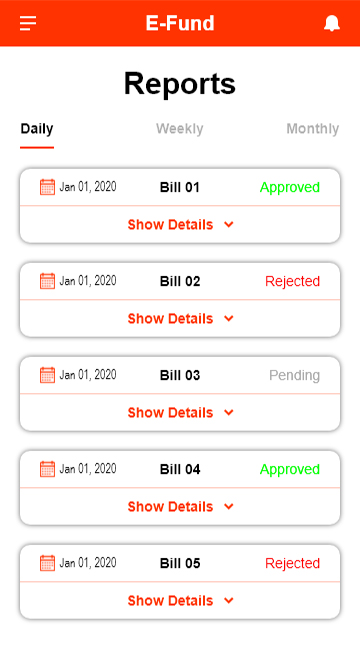 E-Fund
Reports
Daily Weekly Monthly
Jan 01, 2020 Bill 01 Approved
Show Details
Jan 01, 2020 Bill 02 Rejected
Show Details
Jan 01, 2020 Bill 03 Pending
Show Details
Jan 01, 2020 Bill 04 Approved
Show Details
Jan 01, 2020 Bill 05 Rejected
Show Details